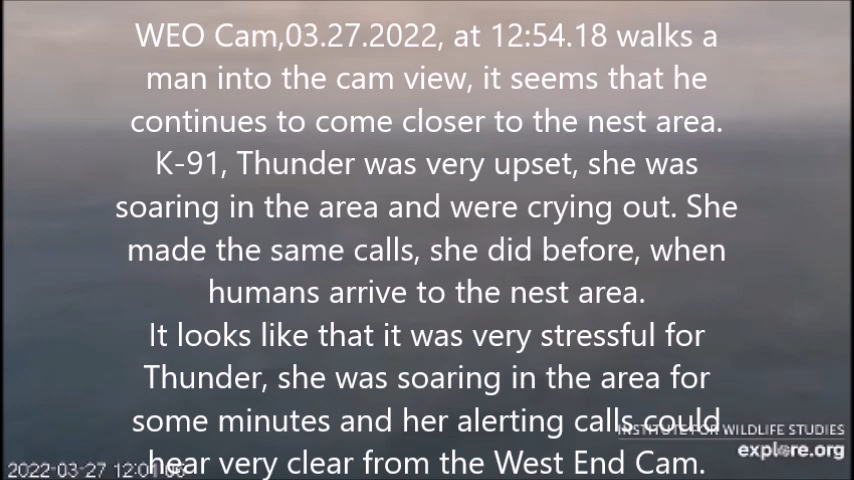 WEO Cam,03.27.2022, at 12:54.18 walks a
man into the cam view, it seems that he
continues to come closer to the nest area.
K-91, Thunder was very upset, she was
soaring in the area and were crying out. She
made the same calls, she did before, when
humans arrive to the nest area.
It looks like that it was very stressful for
Thunder, she was soaring in the area for
some minutes and her alerting calls could
INSTITUTE FOR WILDLIFE STUDIES
explore.org
hear very clear from the West End Cam.
2022-03-27